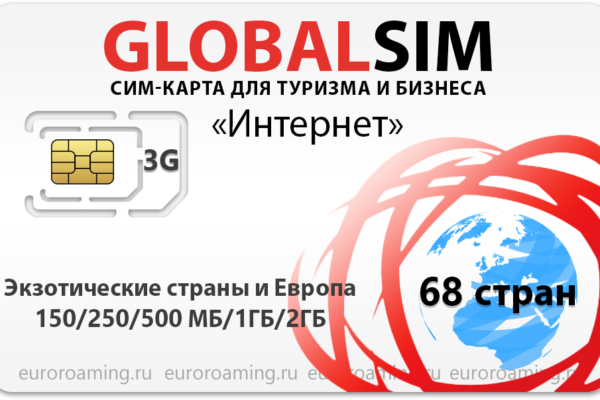 GLOBALSIM
СИМ-КАРТА ДЛЯ ТУРИЗМА И БИЗНЕСА
«Интернет»
3G
Экзотические страны и Европа
150/250/500 МБ/1ГБ/2ГБ
68 стран
euroroaming.ru euroroaming.ru euroroaming.ru euroroaming.ru